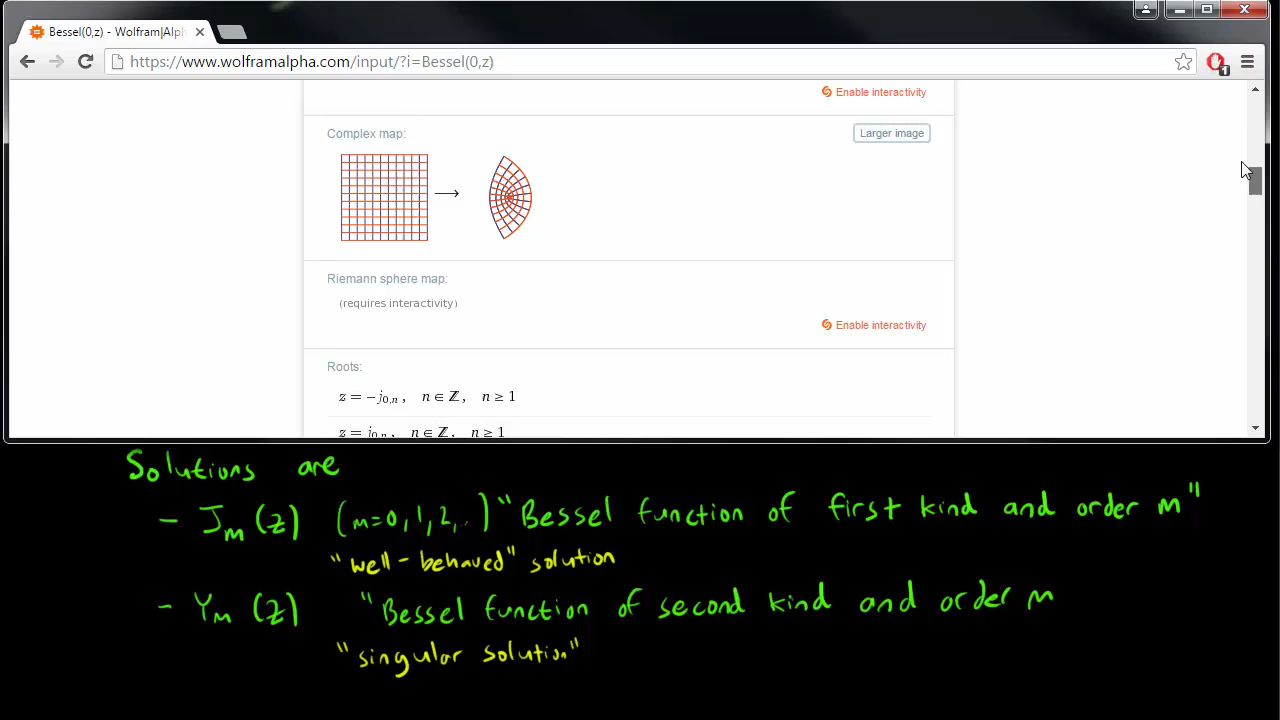 Bessel(0,z) - Wolfram|Alph
https://www.wolframalpha.com/input/?i=Bessel(0,z)
1
Enable interactivity
Complex map:
Larger image
Riemann sphere map:
(requires interactivity)
Enable interactivity
Roots:
z = −j₀,ₙ , n ∈ ℤ, n ≥ 1
z = j₀,ₙ, n ∈ ℤ, n ≥ 1
Solutions are
- Jₘ(z) (m=0,1,2,..) "Bessel function of first kind and order m"
"well-behaved" solution
- Yₘ(z) "Bessel function of second kind and order m
"singular solution"